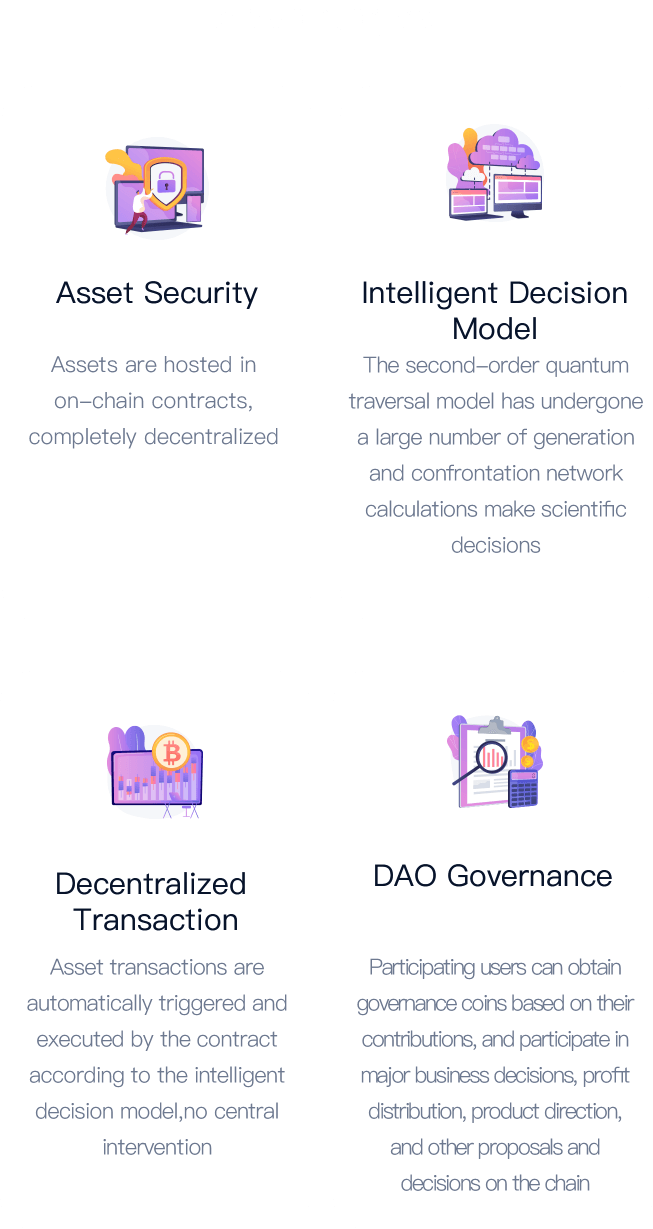 Asset Security
Assets are hosted in
on-chain contracts,
completely decentralized
Intelligent Decision
Model
The second-order quantum
traversal model has undergone
a large number of generation
and confrontation network
calculations make scientific
decisions
Decentralized
Transaction
Asset transactions are
automatically triggered and
executed by the contract
according to the intelligent
decision model,no central
intervention
DAO Governance
Participating users can obtain
governance coins based on their
contributions, and participate in
major business decisions, profit
distribution, product direction,
and other proposals and
decisions on the chain